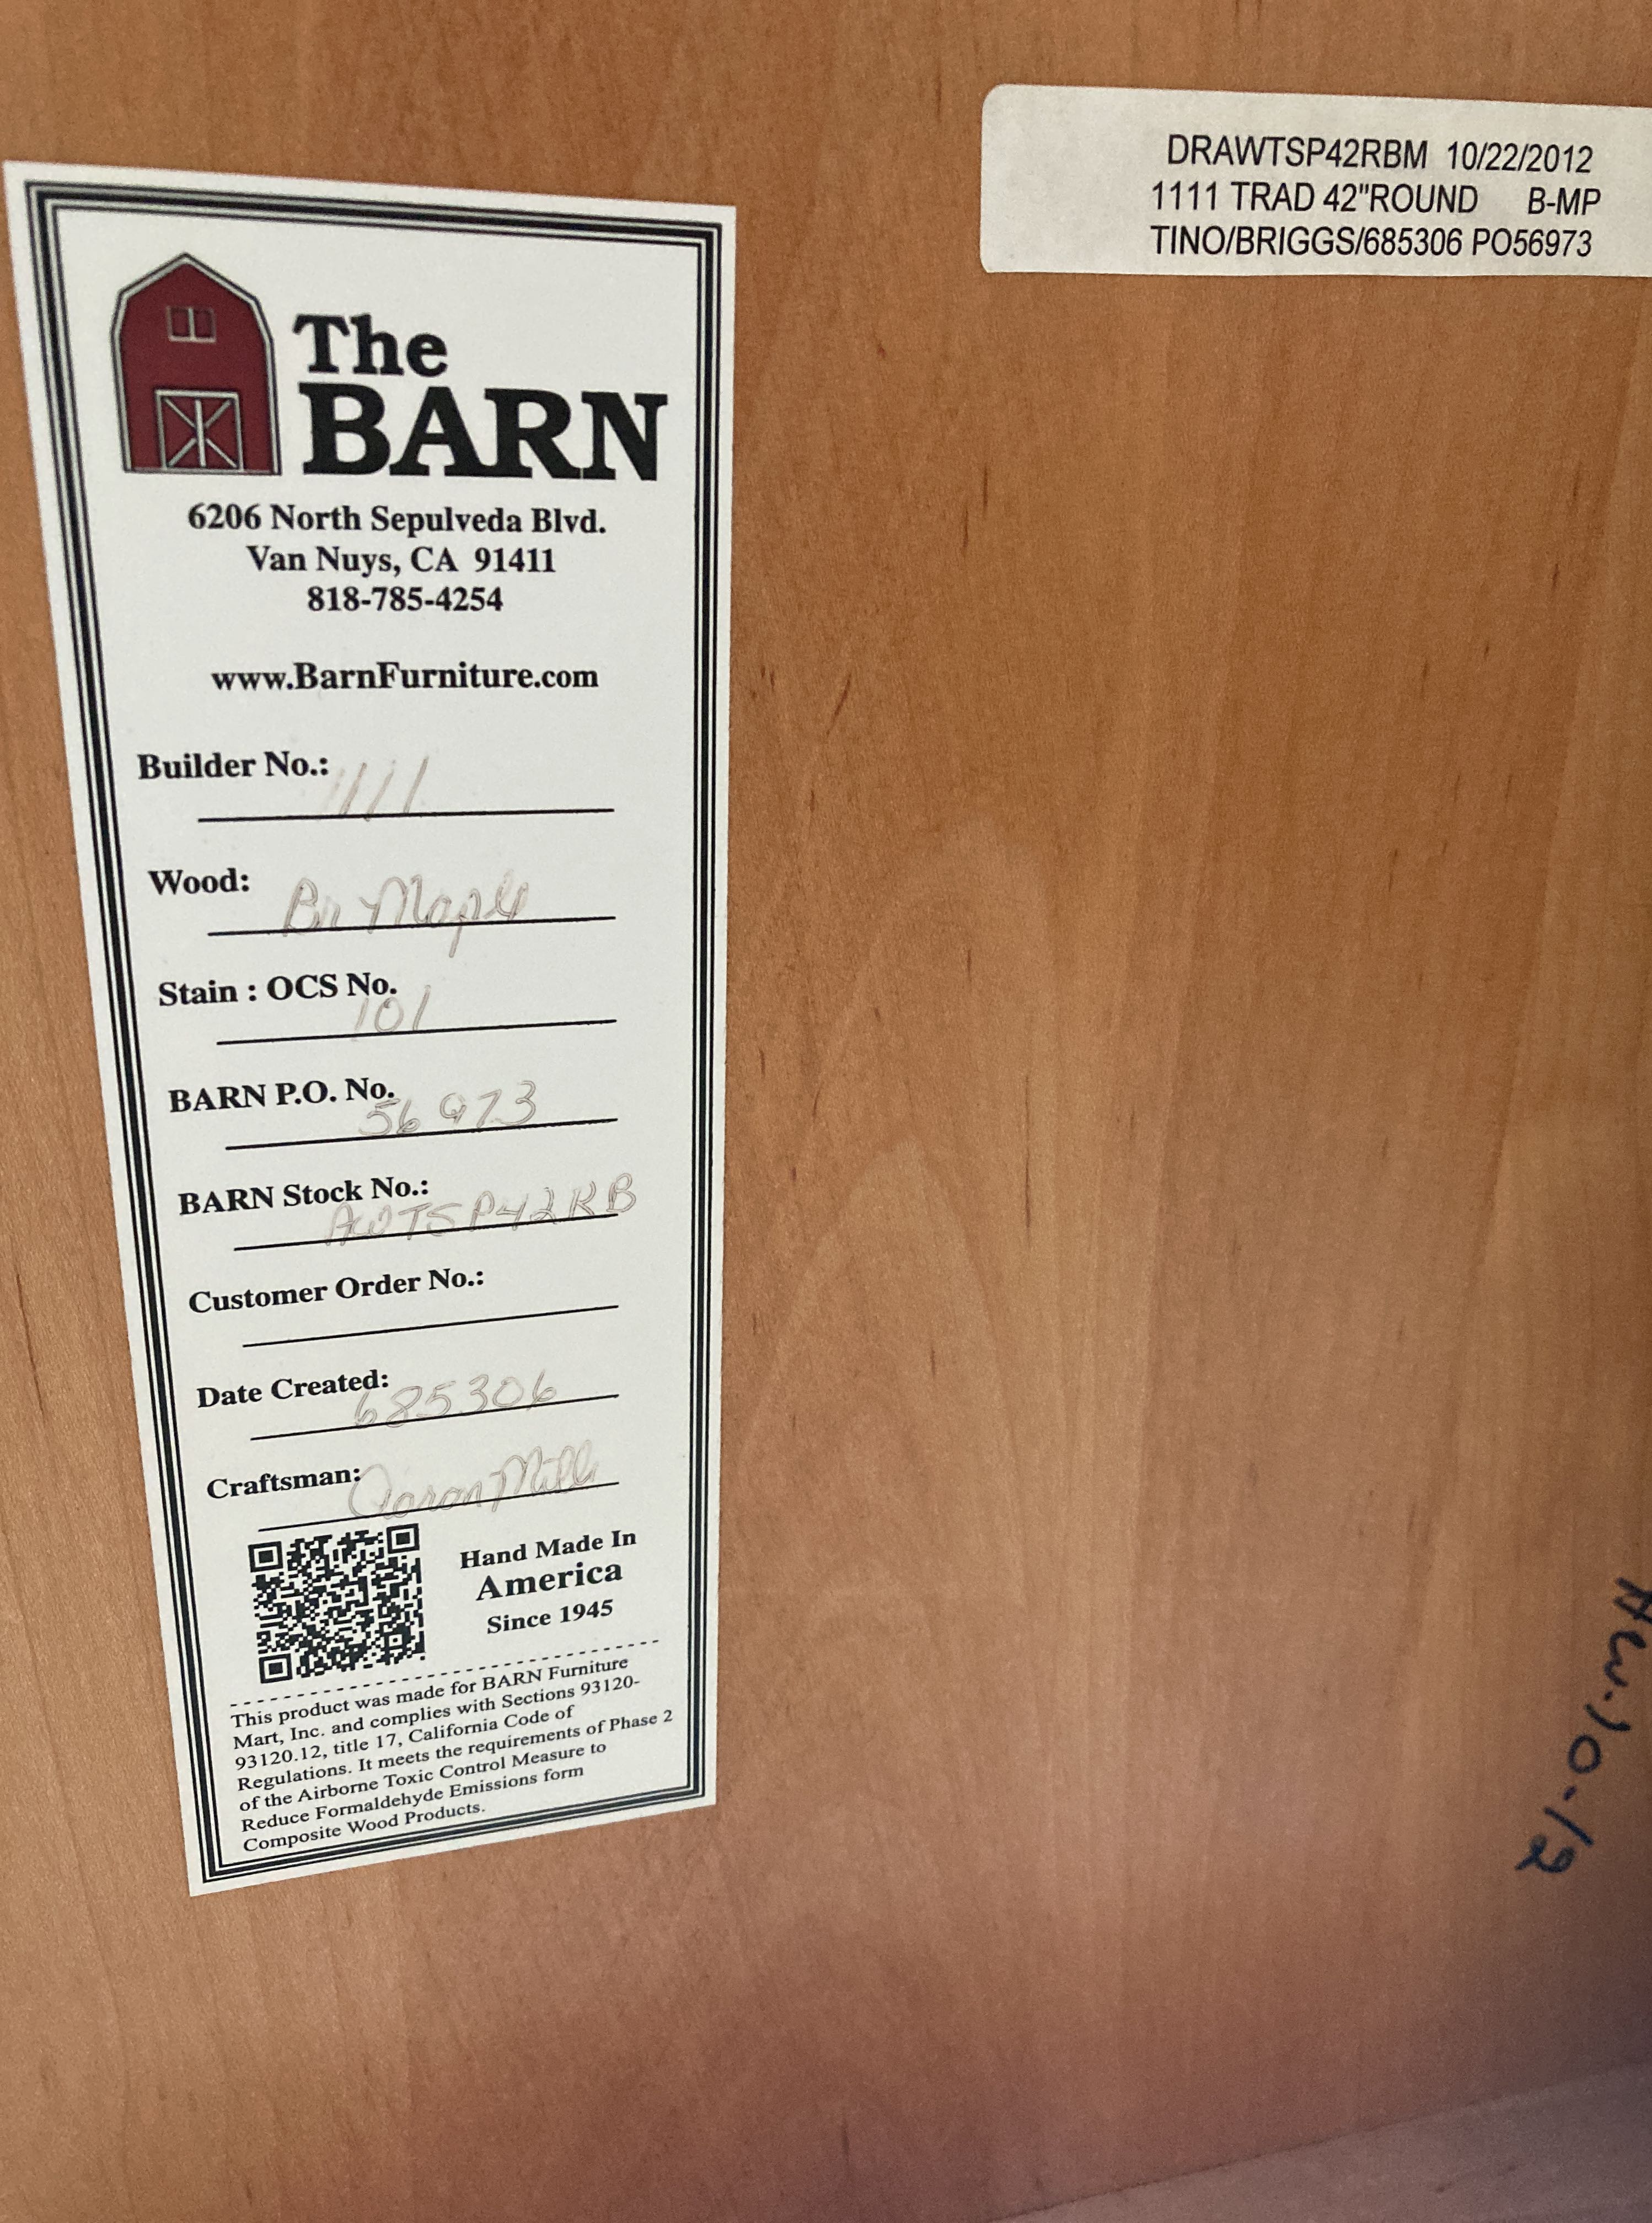 The
BARN
6206 North Sepulveda Blvd.
Van Nuys, CA 91411
818-785-4254
www.BarnFurniture.com
Builder No.: 1111
Wood: Br Maple
Stain : OCS No.
101
BARN P.O. No.
56973
BARN Stock No.:
AWTSP42RB
Customer Order No.:
Date Created:
685306
Craftsman: Aaron
Hand Made In
America
Since 1945
This product was made for BARN Furniture
Mart, Inc. and complies with Sections 93120-
93120.12, title 17, California Code of
Regulations. It meets the requirements of Phase 2
of the Airborne Toxic Control Measure to
Reduce Formaldehyde Emissions form
Composite Wood Products.
DRAWTSP42RBM 10/22/2012
1111 TRAD 42"ROUND B-MP
TINO/BRIGGS/685306 PO56973
10-12